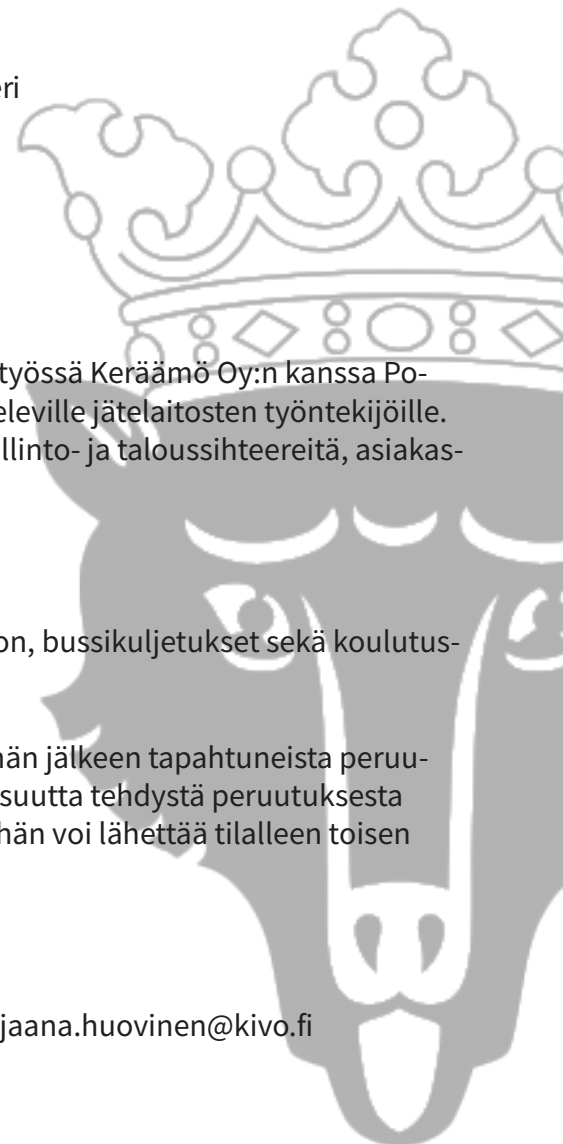 eri
työssä Keräämö Oy:n kanssa Po-
eleville jätelaitosten työntekijöille.
llinto- ja taloussihteereitä, asiakas-
on, bussikuljetukset sekä koulutus-
nän jälkeen tapahtuneista peruu-
suutta tehdystä peruutuksesta
hän voi lähettää tilalleen toisen
jaana.huovinen@kivo.fi